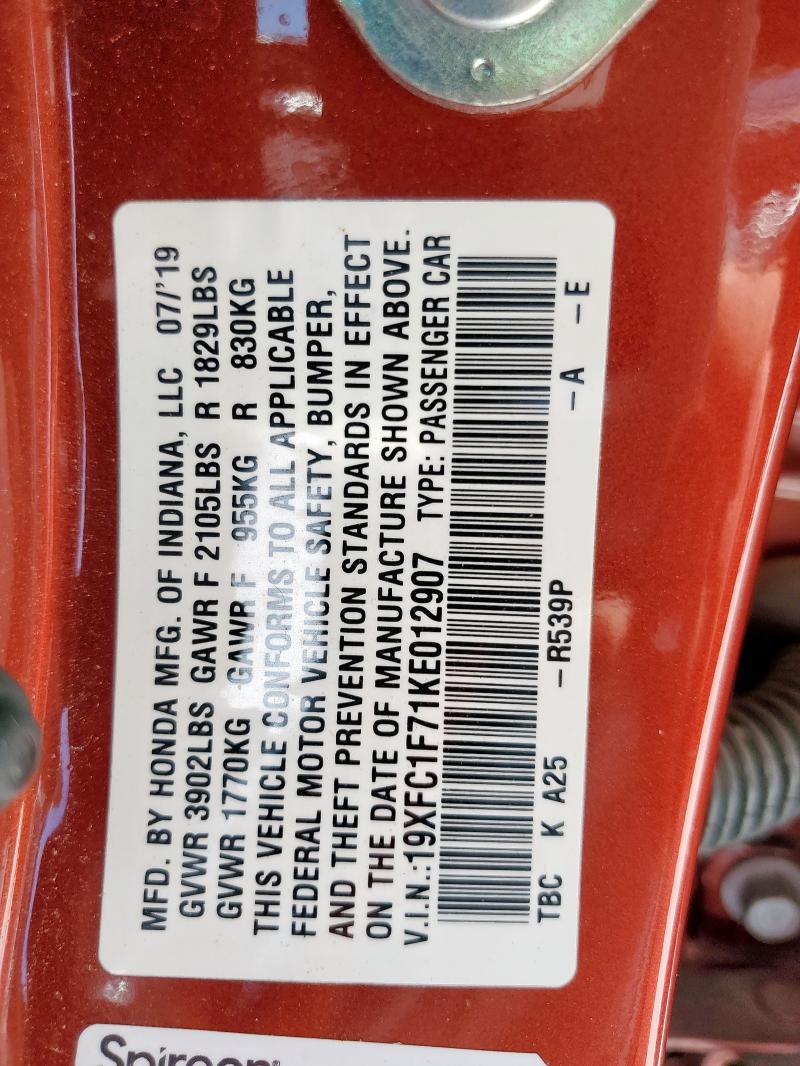 MFD. BY HONDA MFG. OF INDIANA, LLC 07/'19
GVWR 3902LBS GAWR F 2105LBS R 1829LBS
GVWR 1770KG GAWR F 955KG R 830KG
THIS VEHICLE CONFORMS TO ALL APPLICABLE
FEDERAL MOTOR VEHICLE SAFETY, BUMPER,
AND THEFT PREVENTION STANDARDS IN EFFECT
ON THE DATE OF MANUFACTURE SHOWN ABOVE.
V.I.N.:19XFC1F71KE012907 TYPE: PASSENGER CAR
TBC K A25 -R539P -A -E